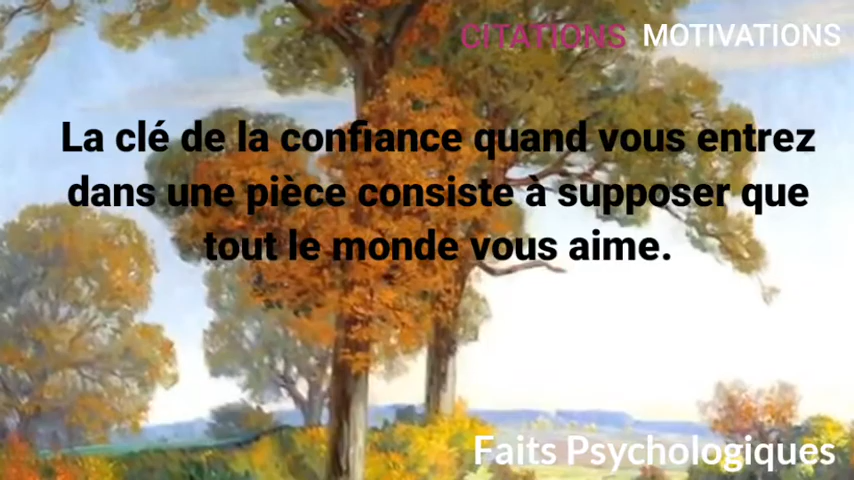 CITATIONS MOTIVATIONS
La clé de la confiance quand vous entrez
dans une pièce consiste à supposer que
tout le monde vous aime.
Faits Psychologiques